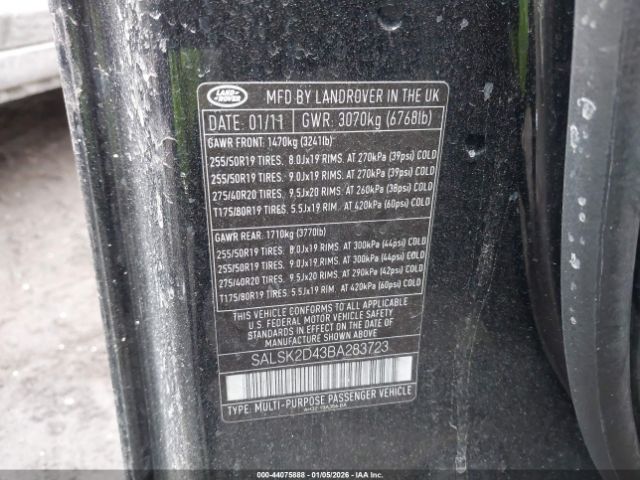 LAND ROVER
MFD BY LANDROVER IN THE UK
DATE: 01/11 GWR: 3070kg (6768lb)
GAWR FRONT: 1470kg (3241lb)
255/50R19 TIRES. 8.0Jx19 RIMS. AT 270kPa (39psi) COLD
255/50R19 TIRES. 9.0Jx19 RIMS. AT 270kPa (39psi) COLD
275/40R20 TIRES. 9.5Jx20 RIMS. AT 260kPa (38psi) COLD
T175/80R19 TIRES. 5.5Jx19 RIM. AT 420kPa (60psi) COLD
GAWR REAR: 1710kg (3770lb)
255/50R19 TIRES. 8.0Jx19 RIMS. AT 300kPa (44psi) COLD
255/50R19 TIRES. 9.0Jx19 RIMS. AT 300kPa (44psi) COLD
275/40R20 TIRES. 9.5Jx20 RIMS. AT 290kPa (42psi) COLD
T175/80R19 TIRES. 5.5Jx19 RIM. AT 420kPa (60psi) COLD
THIS VEHICLE CONFORMS TO ALL APPLICABLE
U.S. FEDERAL MOTOR VEHICLE SAFETY
STANDARDS IN EFFECT ON THE DATE OF
MANUFACTURE SHOWN ABOVE.
SALSK2D43BA283723
TYPE: MULTI-PURPOSE PASSENGER VEHICLE
000-44075888 - 01/05/2026 - IAAI.COM